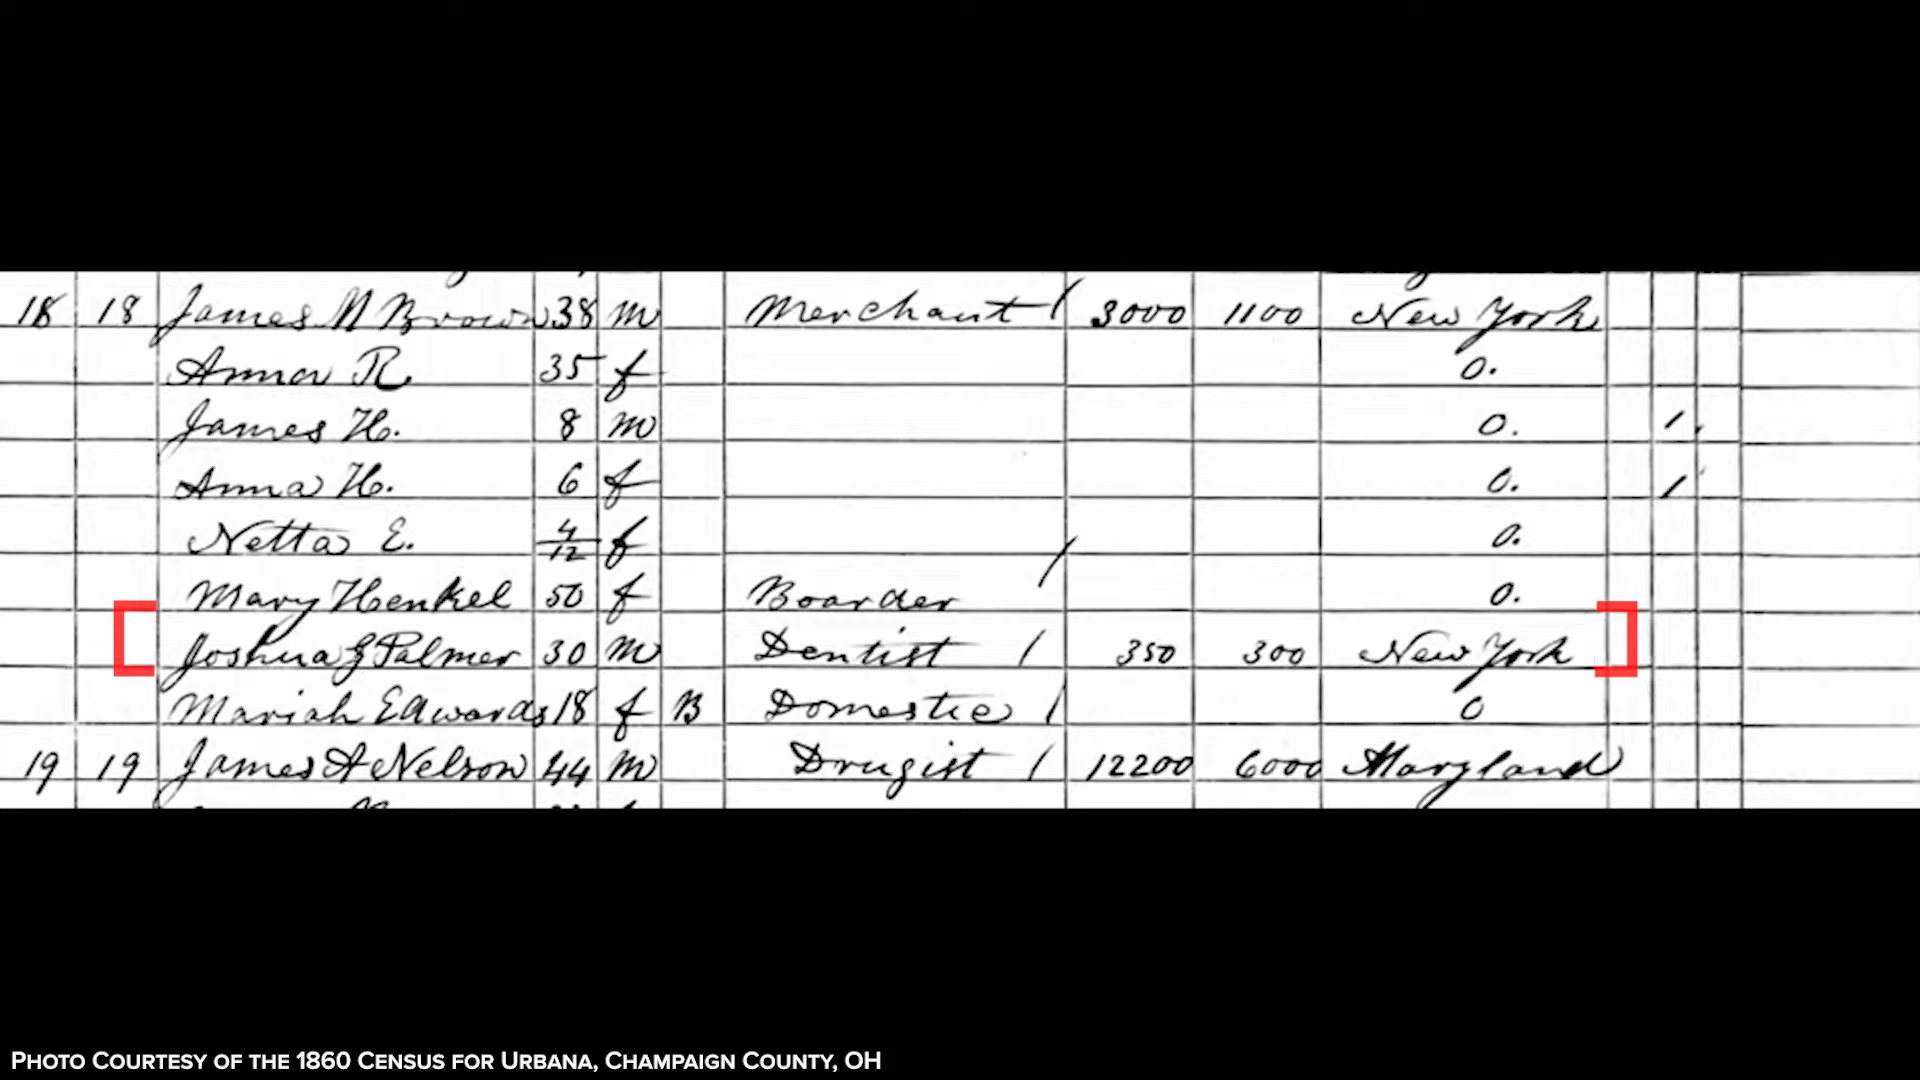 18 18 James N Brown 38 m Merchant / 3000 1100 New York
Anna R 35 f O.
James H. 8 m O. /
Anna H. 6 f O. /
Netta E. 4/12 f O.
Mary Henkel 50 f Boarder / O.
Joshua G Palmer 30 m Dentist / 350 300 New York
Mariah Edwards 18 f B Domestic / O
19 19 James A Nelson 44 m Drugist / 12200 6000 Maryland
PHOTO COURTESY OF THE 1860 CENSUS FOR URBANA, CHAMPAIGN COUNTY, OH